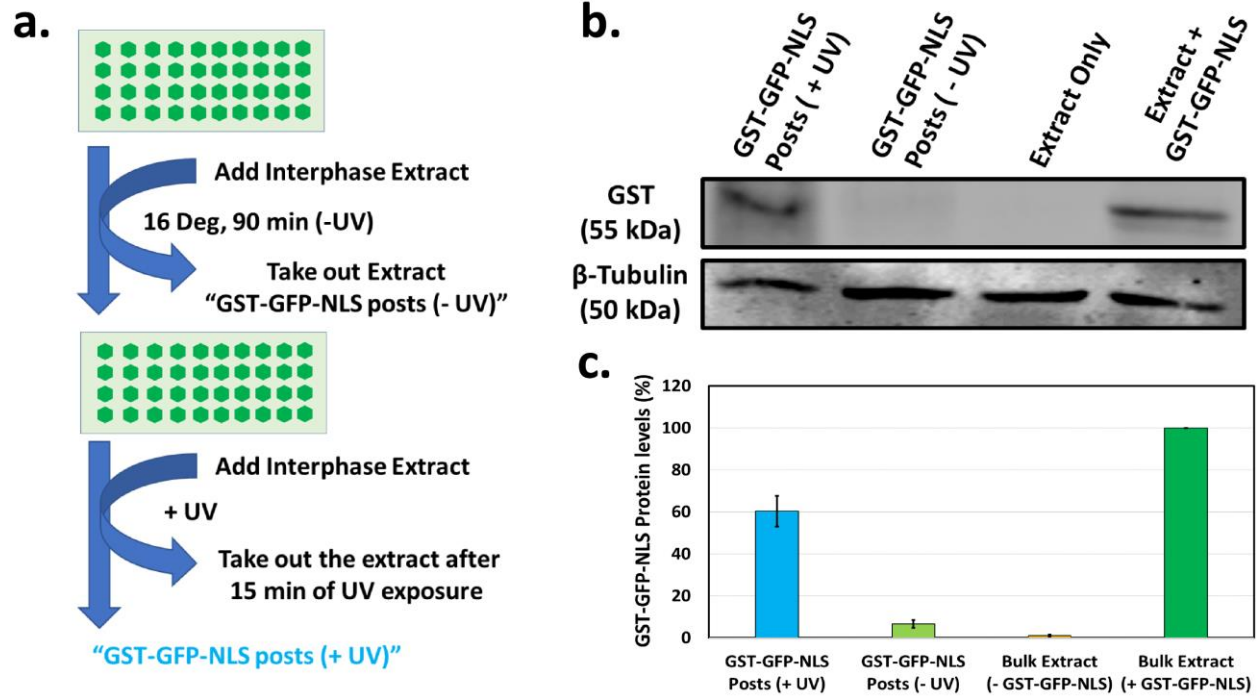 a.
Add Interphase Extract
16 Deg, 90 min (-UV)
Take out Extract
“GST-GFP-NLS posts (- UV)”
Add Interphase Extract
+ UV
Take out the extract after
15 min of UV exposure
“GST-GFP-NLS posts (+ UV)”
b.
GST-GFP-NLS
Posts ( + UV)
GST-GFP-NLS
Posts ( - UV)
Extract Only
Extract +
GST-GFP-NLS
GST
(55 kDa)
β-Tubulin
(50 kDa)
c.
GST-GFP-NLS Protein levels (%)
120
100
80
60
40
20
0
GST-GFP-NLS
Posts (+ UV)
GST-GFP-NLS
Posts (- UV)
Bulk Extract
(- GST-GFP-NLS)
Bulk Extract
(+ GST-GFP-NLS)